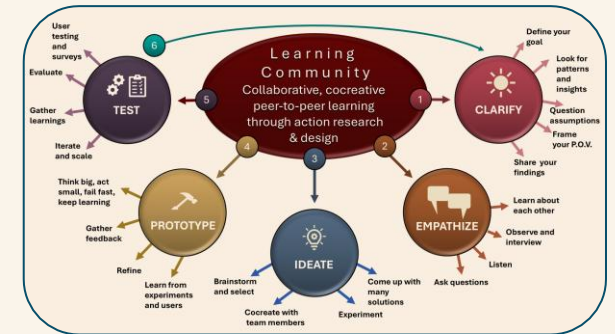 Learning
Community
Collaborative, cocreative
peer-to-peer learning
through action research
& design
1
2
3
4
5
6
CLARIFY
Define your
goal
Look for
patterns and
insights
Question
assumptions
Frame
your P.O.V.
Share your
findings
EMPATHIZE
Learn about
each other
Observe and
interview
Listen
Ask questions
IDEATE
Come up with
many
solutions
Experiment
Cocreate with
team members
Brainstorm
and select
PROTOTYPE
Think big, act
small, fail fast,
keep learning
Gather
feedback
Refine
Learn from
experiments
and users
TEST
User
testing
and
surveys
Evaluate
Gather
learnings
Iterate
and scale